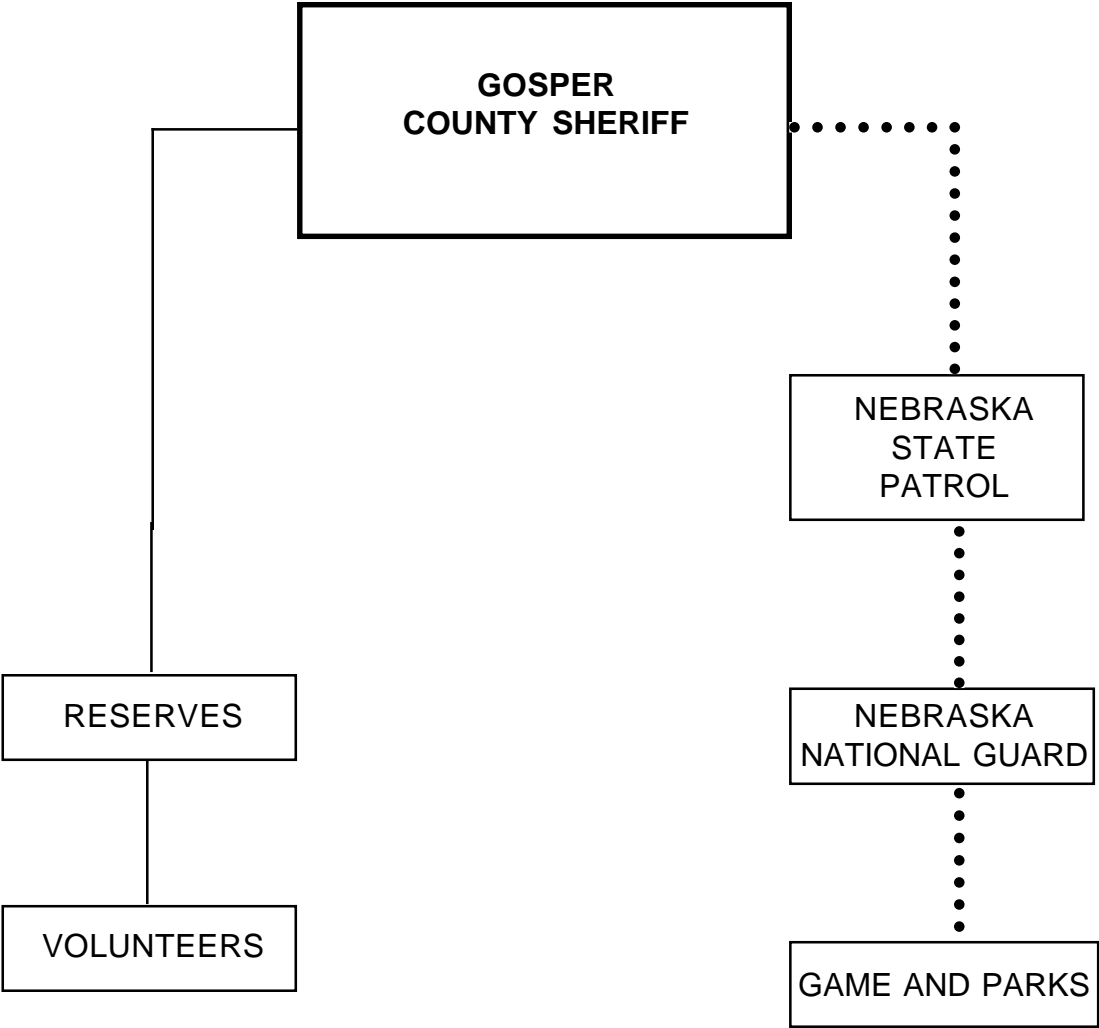 GOSPER
COUNTY SHERIFF
NEBRASKA
STATE
PATROL
RESERVES
NEBRASKA
NATIONAL GUARD
VOLUNTEERS
GAME AND PARKS